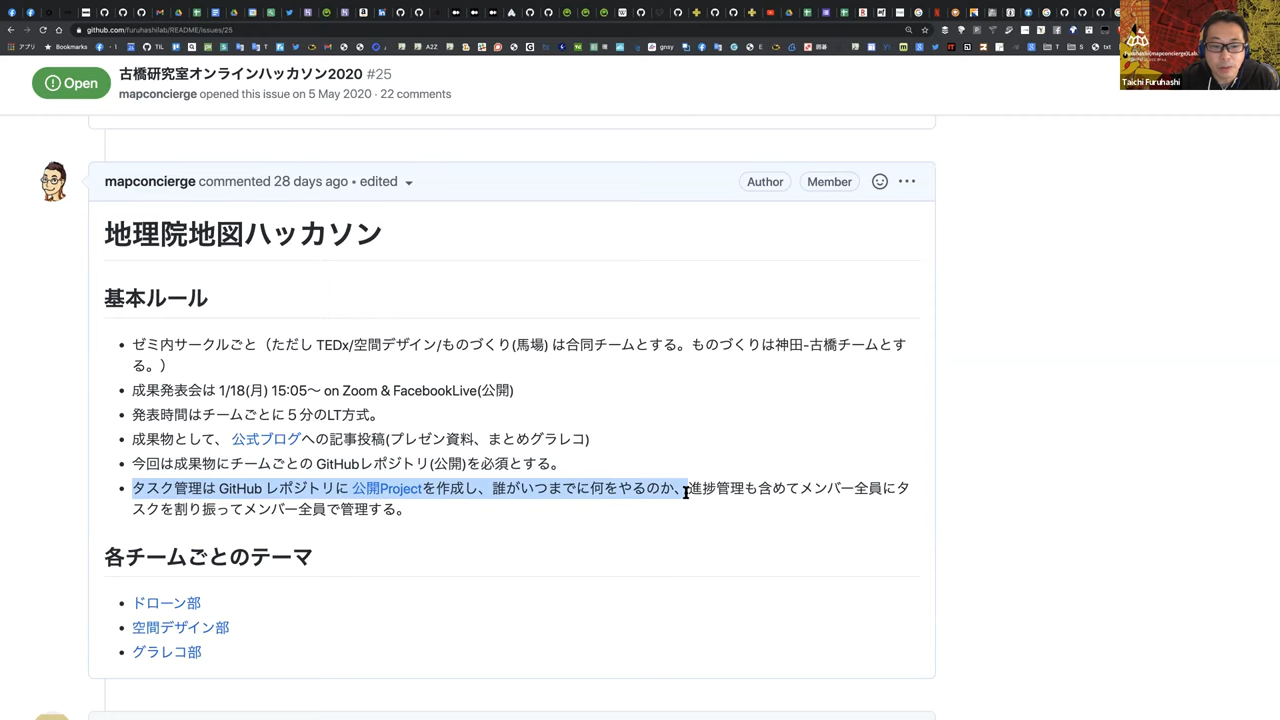 github.com/furuhashilab/README/issues/25
アプリ
Bookmarks
TIL
A2Z
gnsy
txt
Open
古橋研究室オンラインハッカソン2020 #25
mapconcierge opened this issue on 5 May 2020 · 22 comments
Taichi Furuhashi
mapconcierge commented 28 days ago • edited
Author
Member
地理院地図ハッカソン
基本ルール
• ゼミ内サークルごと（ただし TEDx/空間デザイン/ものづくり(馬場) は合同チームとする。ものづくりは神田-古橋チームとす
る。）
• 成果発表会は 1/18(月) 15:05〜 on Zoom & FacebookLive(公開)
• 発表時間はチームごとに５分のLT方式。
• 成果物として、 公式ブログへの記事投稿(プレゼン資料、まとめグラレコ)
• 今回は成果物にチームごとの GitHubレポジトリ(公開)を必須とする。
• タスク管理は GitHub レポジトリに 公開Projectを作成し、誰がいつまでに何をやるのか、進捗管理も含めてメンバー全員にタ
スクを割り振ってメンバー全員で管理する。
各チームごとのテーマ
• ドローン部
• 空間デザイン部
• グラレコ部